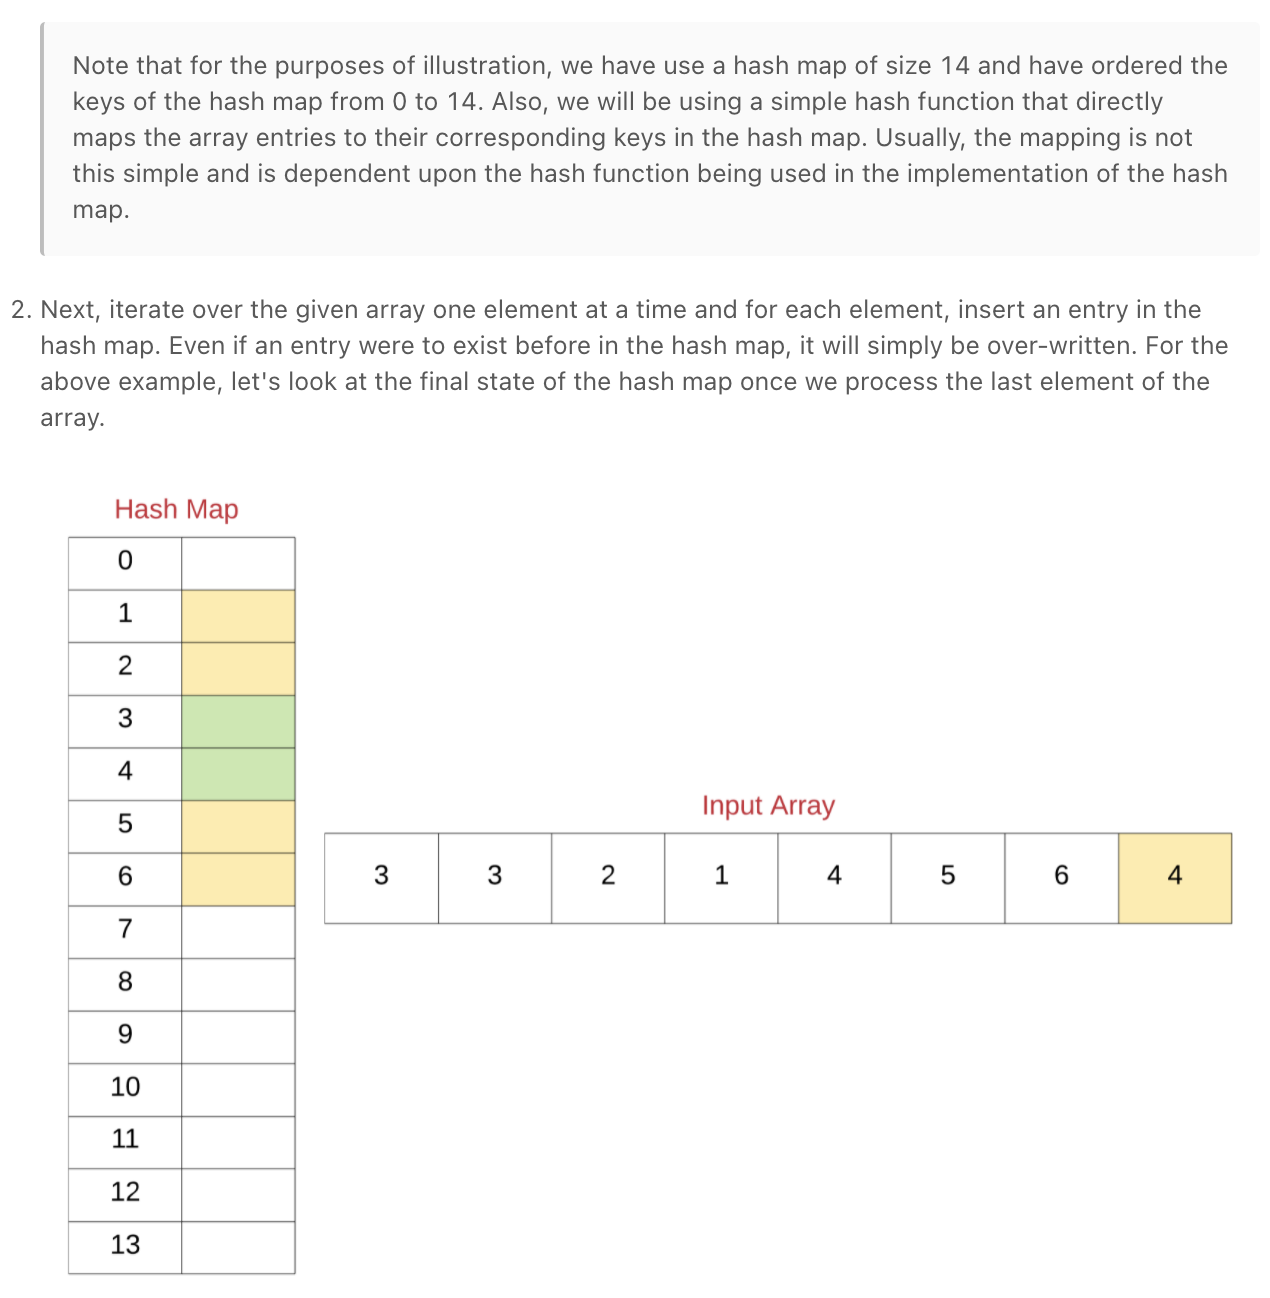 Note that for the purposes of illustration, we have use a hash map of size 14 and have ordered the
keys of the hash map from 0 to 14. Also, we will be using a simple hash function that directly
maps the array entries to their corresponding keys in the hash map. Usually, the mapping is not
this simple and is dependent upon the hash function being used in the implementation of the hash
map.
2. Next, iterate over the given array one element at a time and for each element, insert an entry in the
hash map. Even if an entry were to exist before in the hash map, it will simply be over-written. For the
above example, let's look at the final state of the hash map once we process the last element of the
array.
Hash Map
0
1
2
3
4
5
6
7
8
9
10
11
12
13
Input Array
3 3 2 1 4 5 6 4